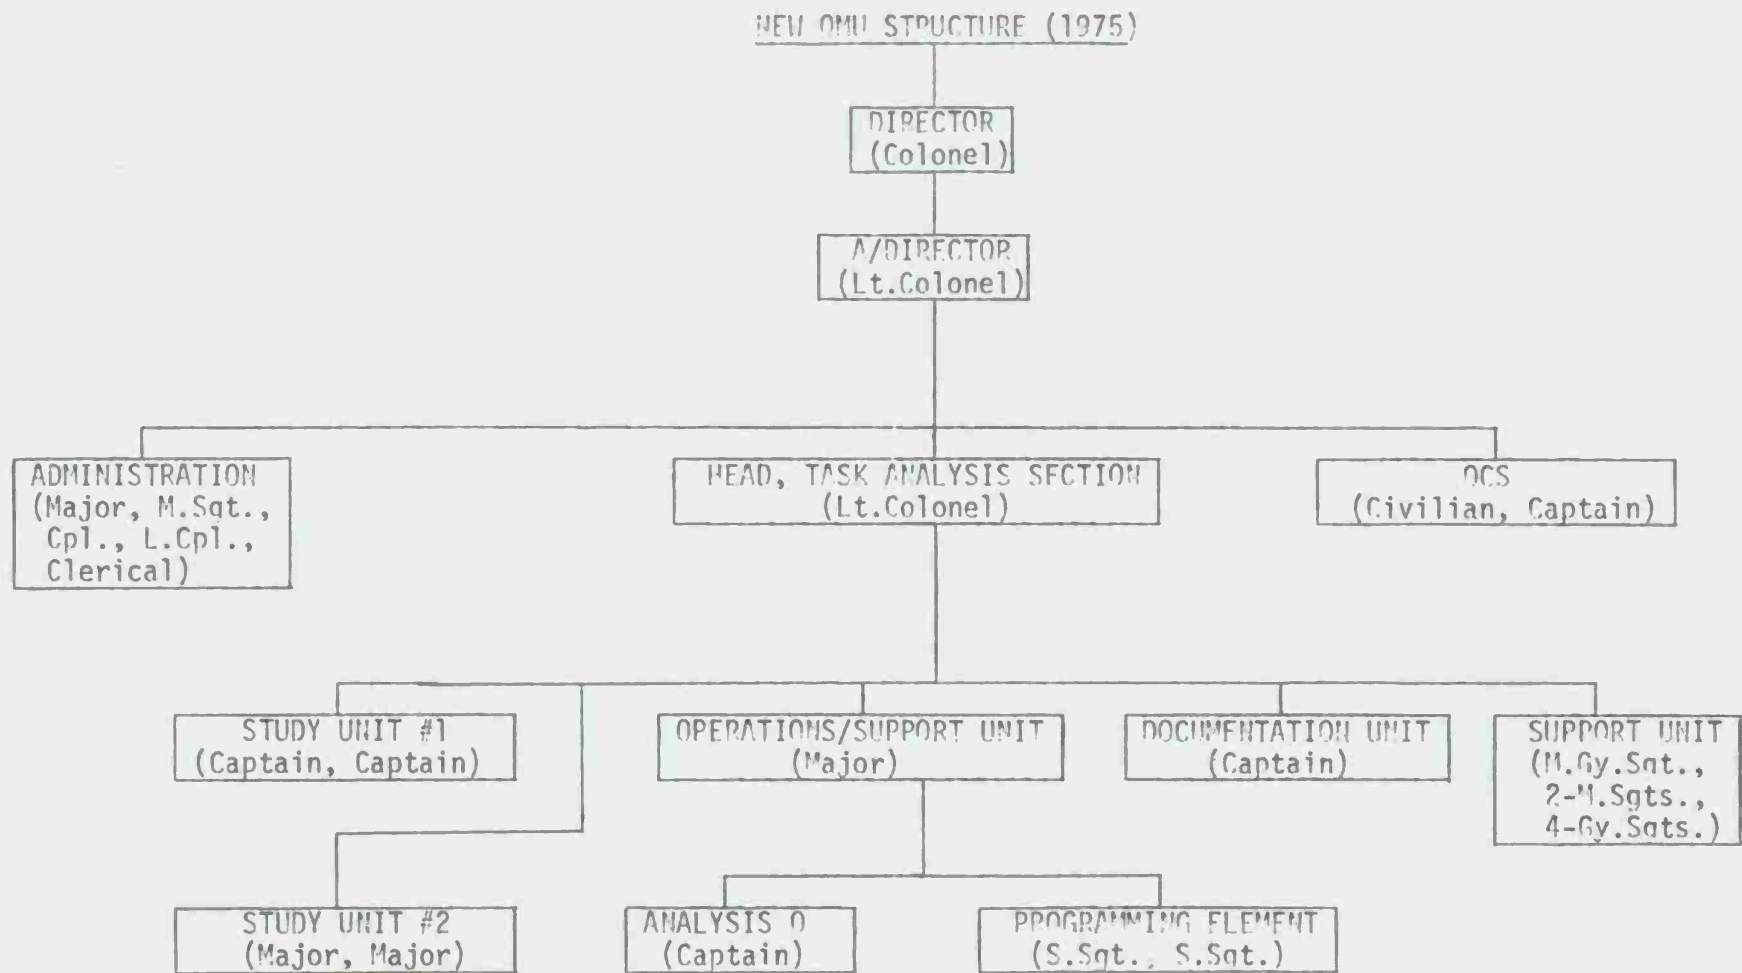 NEW OMU STRUCTURE (1975)
DIRECTOR
(Colonel)
A/DIRECTOR
(Lt.Colonel)
ADMINISTRATION
(Major, M.Sgt.,
Cpl., L.Cpl.,
Clerical)
HEAD, TASK ANALYSIS SECTION
(Lt.Colonel)
OCS
(Civilian, Captain)
STUDY UNIT #1
(Captain, Captain)
OPERATIONS/SUPPORT UNIT
(Major)
DOCUMENTATION UNIT
(Captain)
SUPPORT UNIT
(M.Gy.Sgt.,
2-M.Sgts.,
4-Gy.Sgts.)
STUDY UNIT #2
(Major, Major)
ANALYSIS O
(Captain)
PROGRAMMING ELEMENT
(S.Sgt., S.Sgt.)